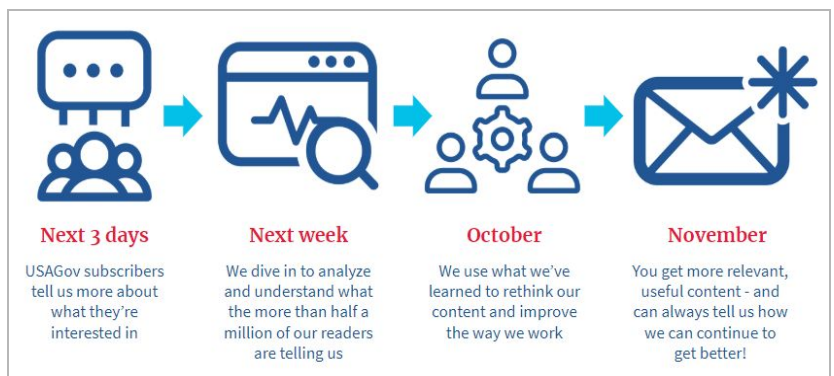 Next 3 days
USAGov subscribers
tell us more about
what they're
interested in
Next week
We dive in to analyze
and understand what
the more than half a
million of our readers
are telling us
October
We use what we've
learned to rethink our
content and improve
the way we work
November
You get more relevant,
useful content - and
can always tell us how
we can continue to
get better!